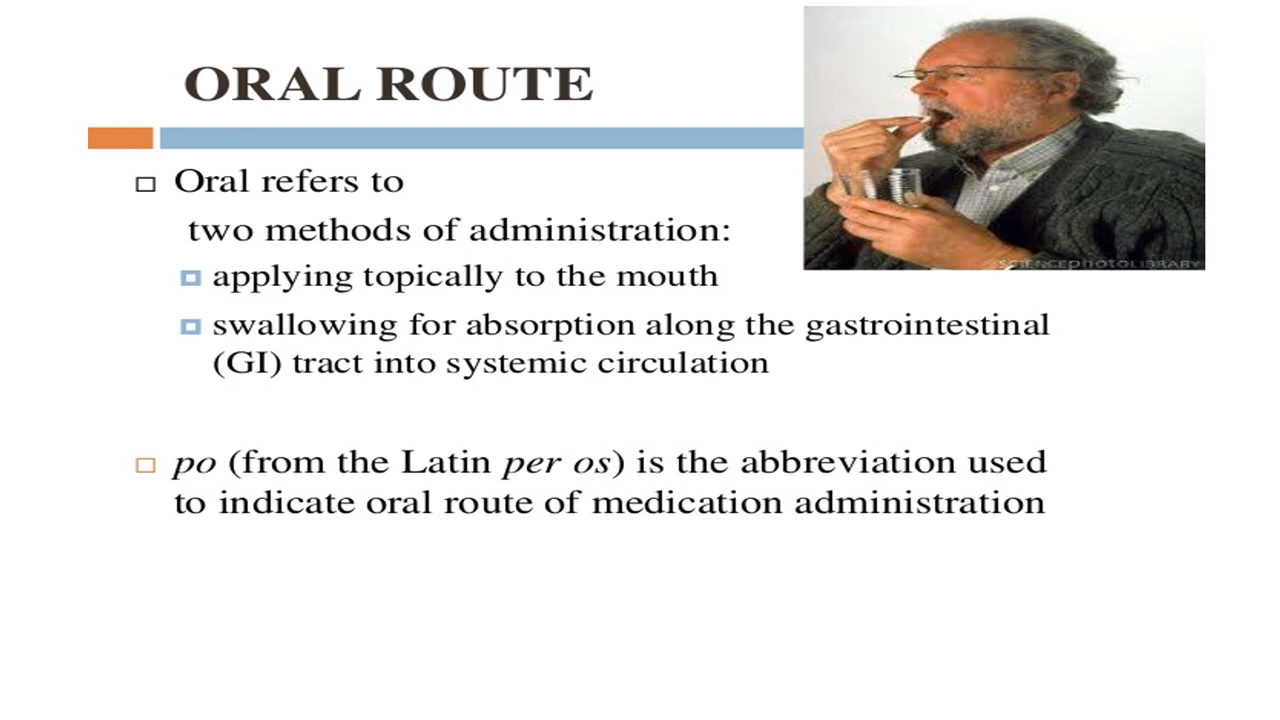 ORAL ROUTE
Oral refers to
two methods of administration:
applying topically to the mouth
swallowing for absorption along the gastrointestinal
(GI) tract into systemic circulation
po (from the Latin per os) is the abbreviation used
to indicate oral route of medication administration
SCIENCEphotoLIBRARY